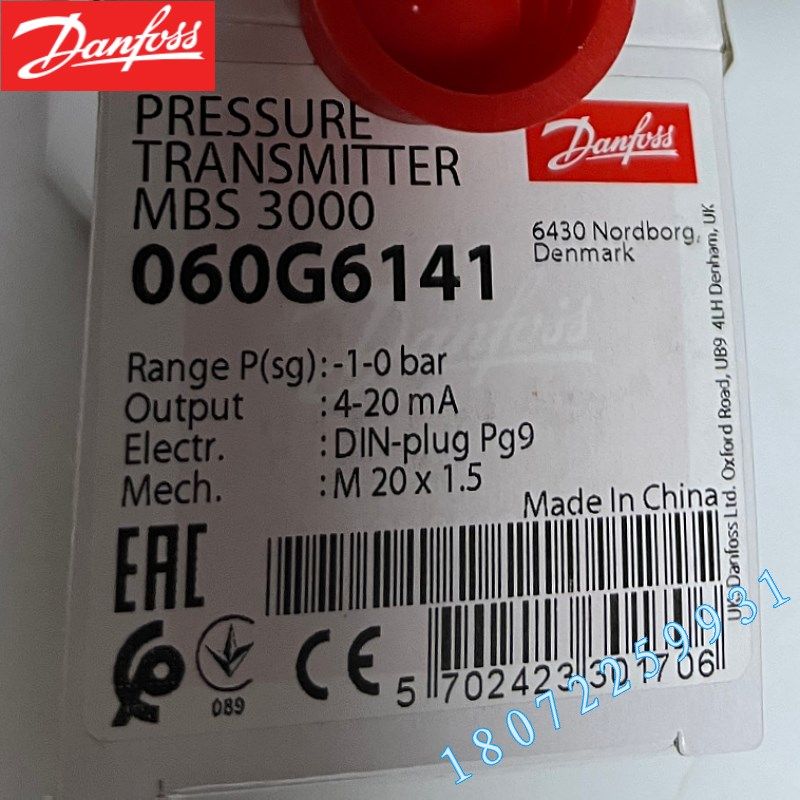 Danfoss
PRESSURE
TRANSMITTER
MBS 3000
060G6141
Danfoss
6430 Nordborg,
Denmark
Danfoss
Range P(sg):-1-0 bar
Output :4-20 mA
Electr. :DIN-plug Pg9
Mech. :M 20 x 1.5
Made In China
UK: Danfoss Ltd. Oxford Road, UB9 4LH Denham, UK
EAC
089
CE
5 702423 301706
18072259931